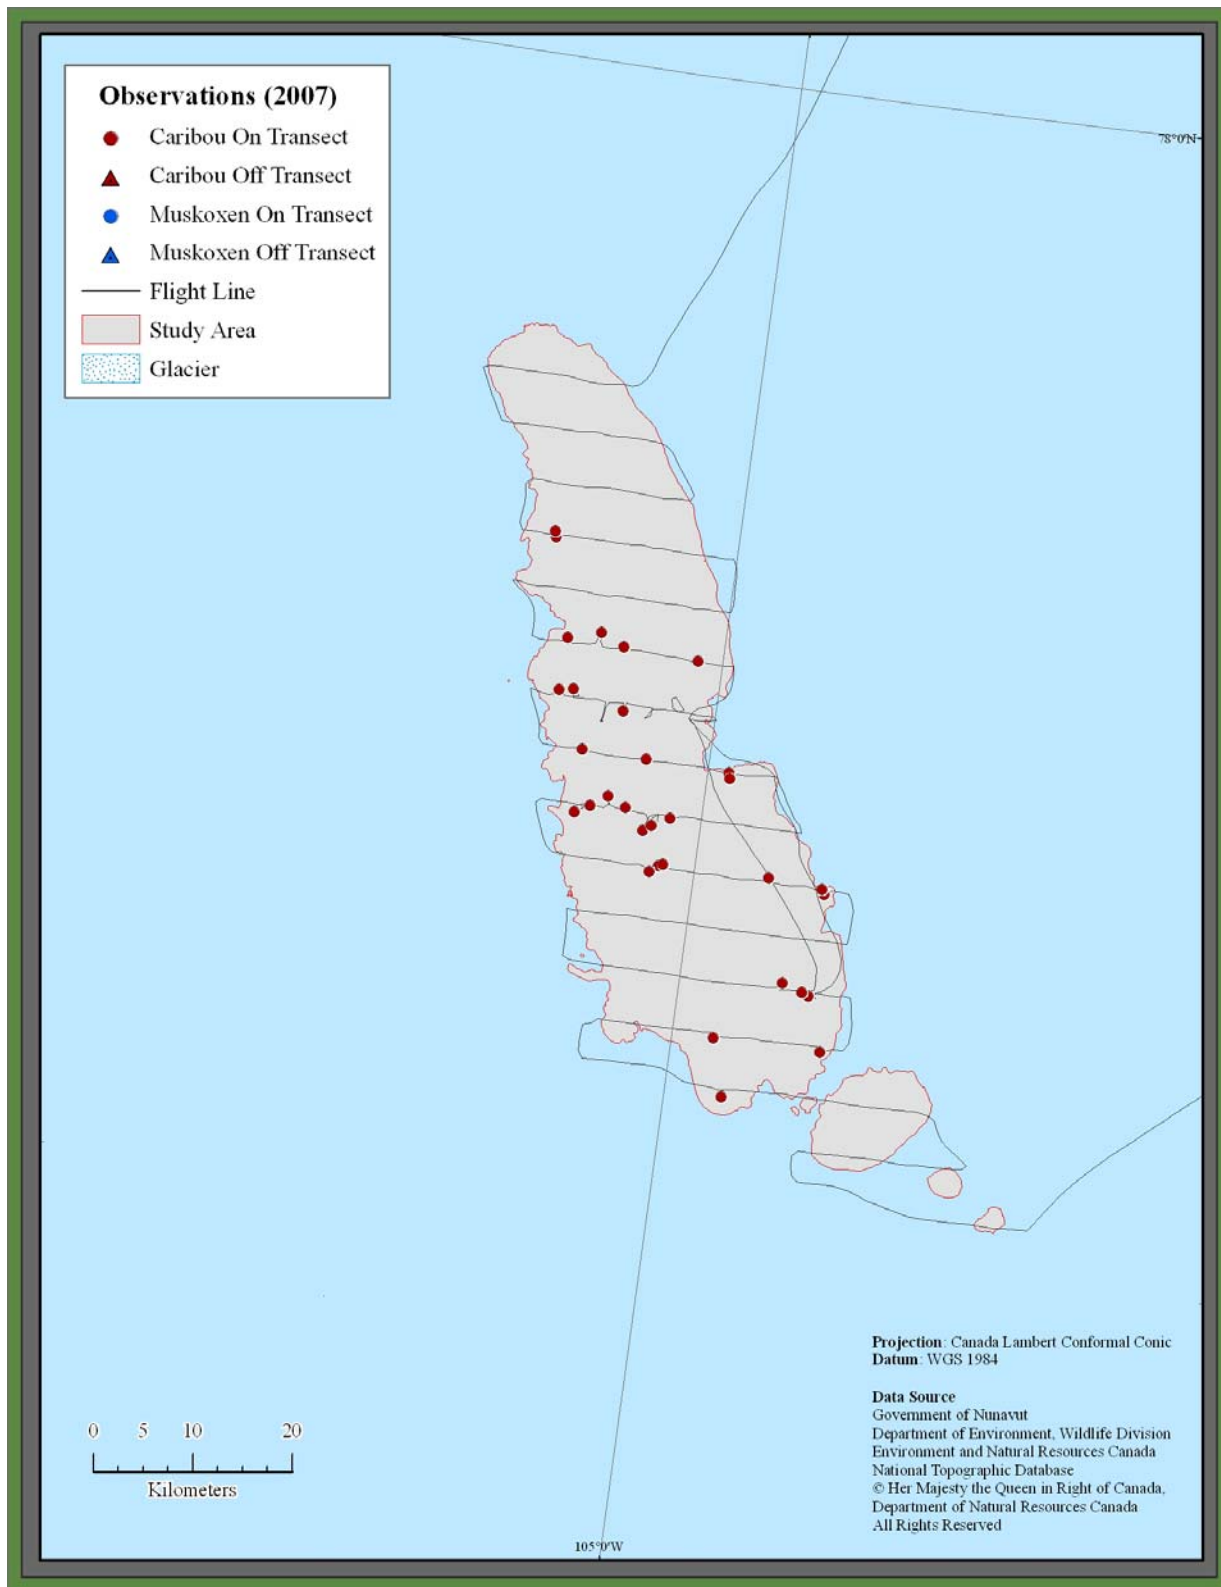 Observations (2007)
Caribou On Transect
Caribou Off Transect
Muskoxen On Transect
Muskoxen Off Transect
Flight Line
Study Area
Glacier
78°0'N
Projection: Canada Lambert Conformal Conic
Datum: WGS 1984
Data Source
Government of Nunavut
Department of Environment, Wildlife Division
Environment and Natural Resources Canada
National Topographic Database
© Her Majesty the Queen in Right of Canada,
Department of Natural Resources Canada
All Rights Reserved
0 5 10 20
Kilometers
105°0'W